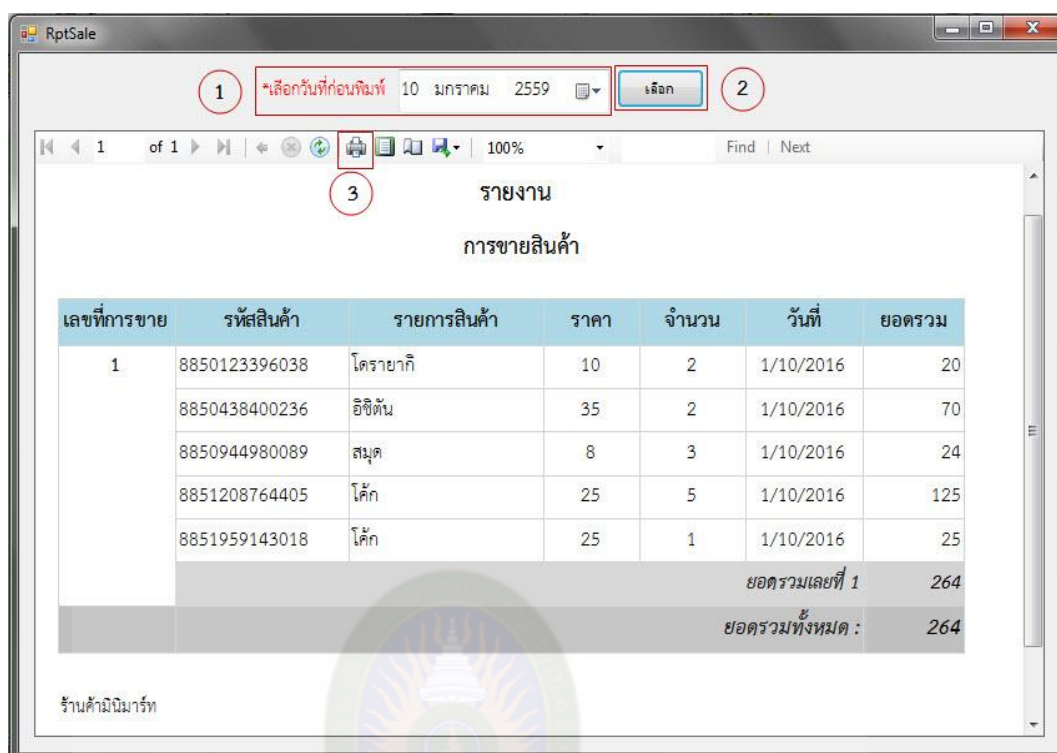 RptSale
1 *เลือกวันที่ก่อนพิมพ์ 10 มกราคม 2559 เลือก 2
1 of 1 100% Find | Next
3
รายงาน
การขายสินค้า
เลขที่การขาย รหัสสินค้า รายการสินค้า ราคา จำนวน วันที่ ยอดรวม
1 8850123396038 โดรายากิ 10 2 1/10/2016 20
8850438400236 อิชิตัน 35 2 1/10/2016 70
8850944980089 สมุด 8 3 1/10/2016 24
8851208764405 โค้ก 25 5 1/10/2016 125
8851959143018 โค้ก 25 1 1/10/2016 25
ยอดรวมเลยที่ 1 264
ยอดรวมทั้งหมด : 264
ร้านค้ามินิมาร์ท